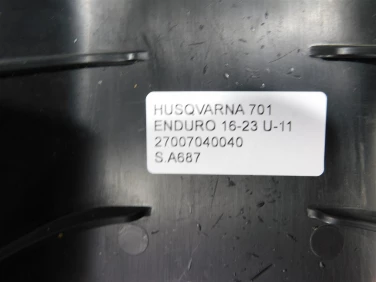 HUSQVARNA 701
ENDURO 16-23 U-11
27007040040
S.A687